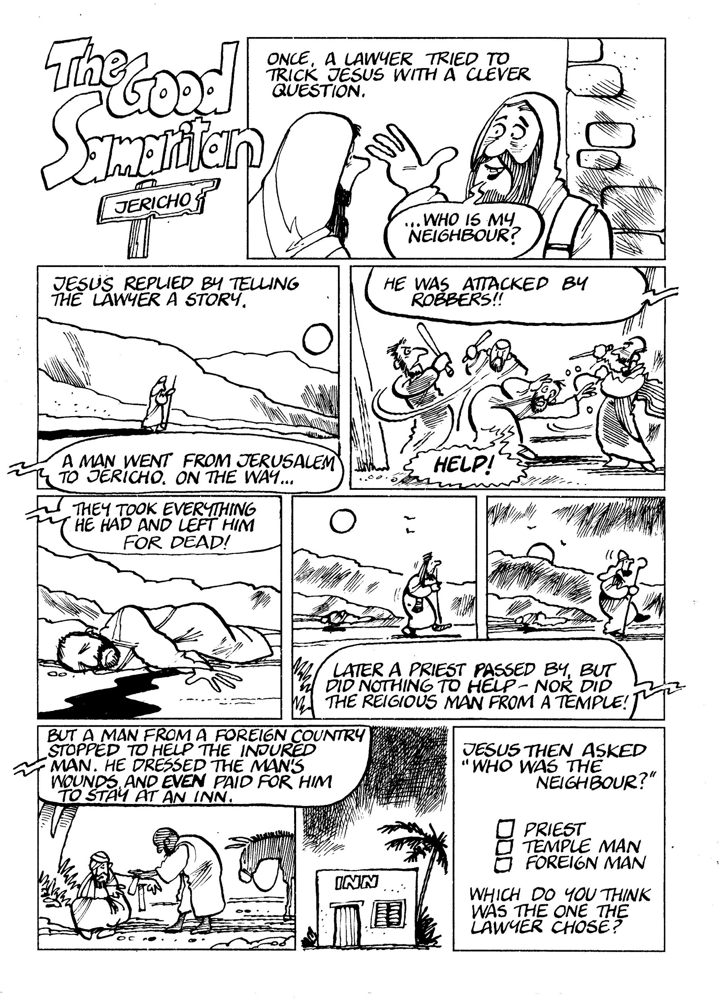 The Good
Samaritan
JERICHO
ONCE, A LAWYER TRIED TO
TRICK JESUS WITH A CLEVER
QUESTION.
...WHO IS MY
NEIGHBOUR?
JESUS REPLIED BY TELLING
THE LAWYER A STORY.
A MAN WENT FROM JERUSALEM
TO JERICHO. ON THE WAY...
HE WAS ATTACKED BY
ROBBERS!!
HELP!
THEY TOOK EVERYTHING
HE HAD AND LEFT HIM
FOR DEAD!
LATER A PRIEST PASSED BY, BUT
DID NOTHING TO HELP - NOR DID
THE REIGIOUS MAN FROM A TEMPLE!
BUT A MAN FROM A FOREIGN COUNTRY
STOPPED TO HELP THE INJURED
MAN. HE DRESSED THE MAN'S
WOUNDS, AND EVEN PAID FOR HIM
TO STAY AT AN INN.
INN
JESUS THEN ASKED
"WHO WAS THE
NEIGHBOUR?"
PRIEST
TEMPLE MAN
FOREIGN MAN
WHICH DO YOU THINK
WAS THE ONE THE
LAWYER CHOSE?